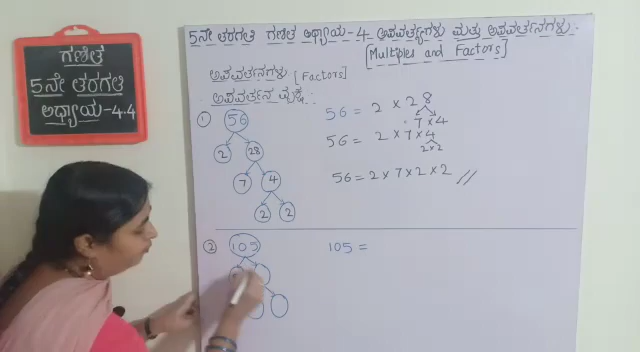 5ನೇ ತರಗತಿ ಗಣಿತ ಅಧ್ಯಾಯ-4 ಅಪವರ್ತ್ಯಗಳು ಮತ್ತು ಅಪವರ್ತನಗಳು.
[Multiples and Factors]
ಗಣಿತ
5ನೇ ತರಗತಿ
ಅಧ್ಯಾಯ-4.4
ಅಪವರ್ತನಗಳು [Factors]
ಅಪವರ್ತನ ವೃಕ್ಷ:
① 56
2 28
7 4
2 2
56 = 2 × 28
7 × 4
56 = 2 × 7 × 4
2 × 2
56 = 2 × 7 × 2 × 2 //
② 105
105 =